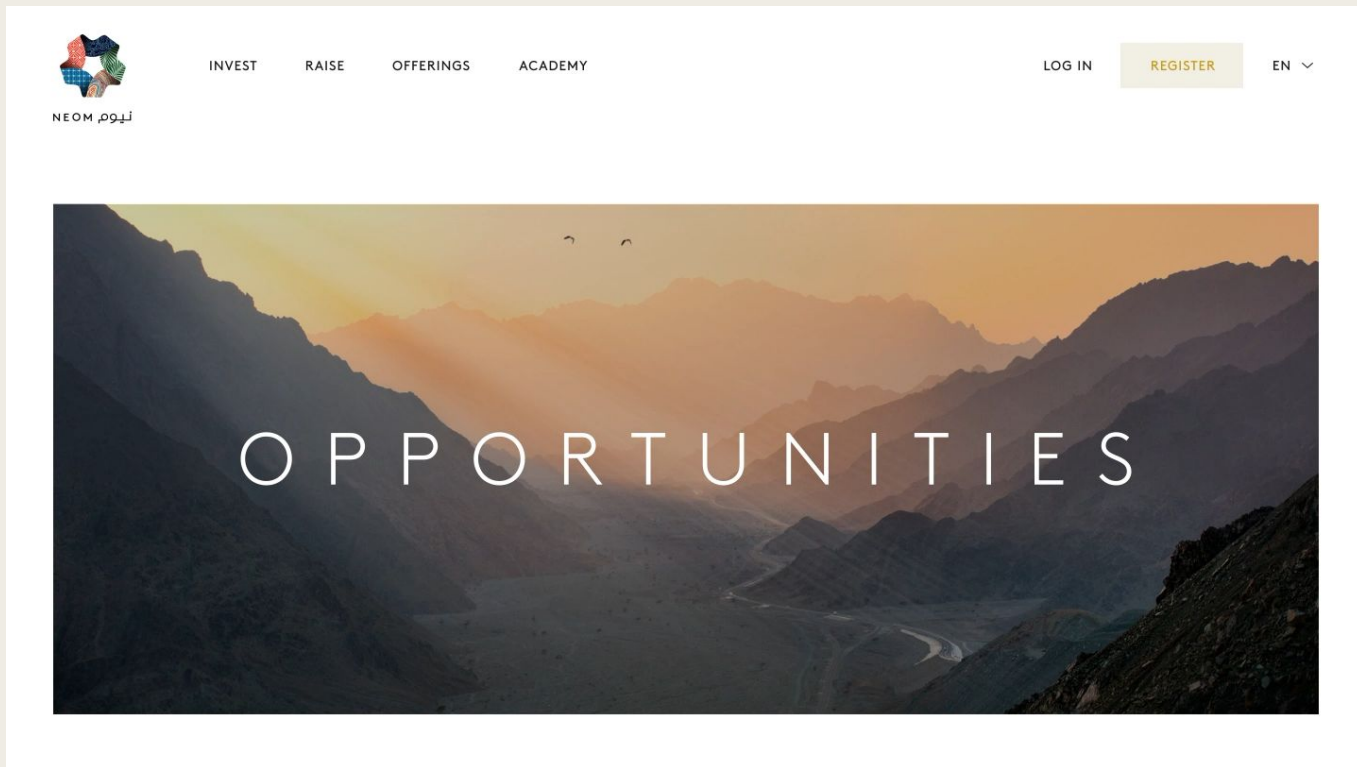 INVEST RAISE OFFERINGS ACADEMY LOG IN REGISTER EN
NEOM نيوم
OPPORTUNITIES